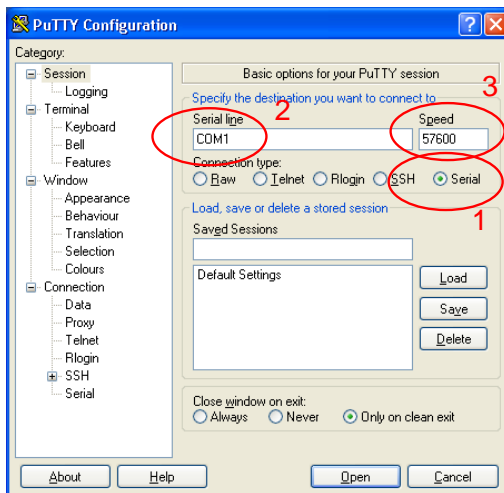 PuTTY Configuration
Category:
Session
Logging
Terminal
Keyboard
Bell
Features
Window
Appearance
Behaviour
Translation
Selection
Colours
Connection
Data
Proxy
Telnet
Rlogin
SSH
Serial
Basic options for your PuTTY session
Specify the destination you want to connect to
3
Serial line
2
Speed
COM1
57600
Connection type:
Raw Telnet Rlogin SSH Serial
1
Load, save or delete a stored session
Saved Sessions
Default Settings
Load
Save
Delete
Close window on exit:
Always Never Only on clean exit
About Help Open Cancel